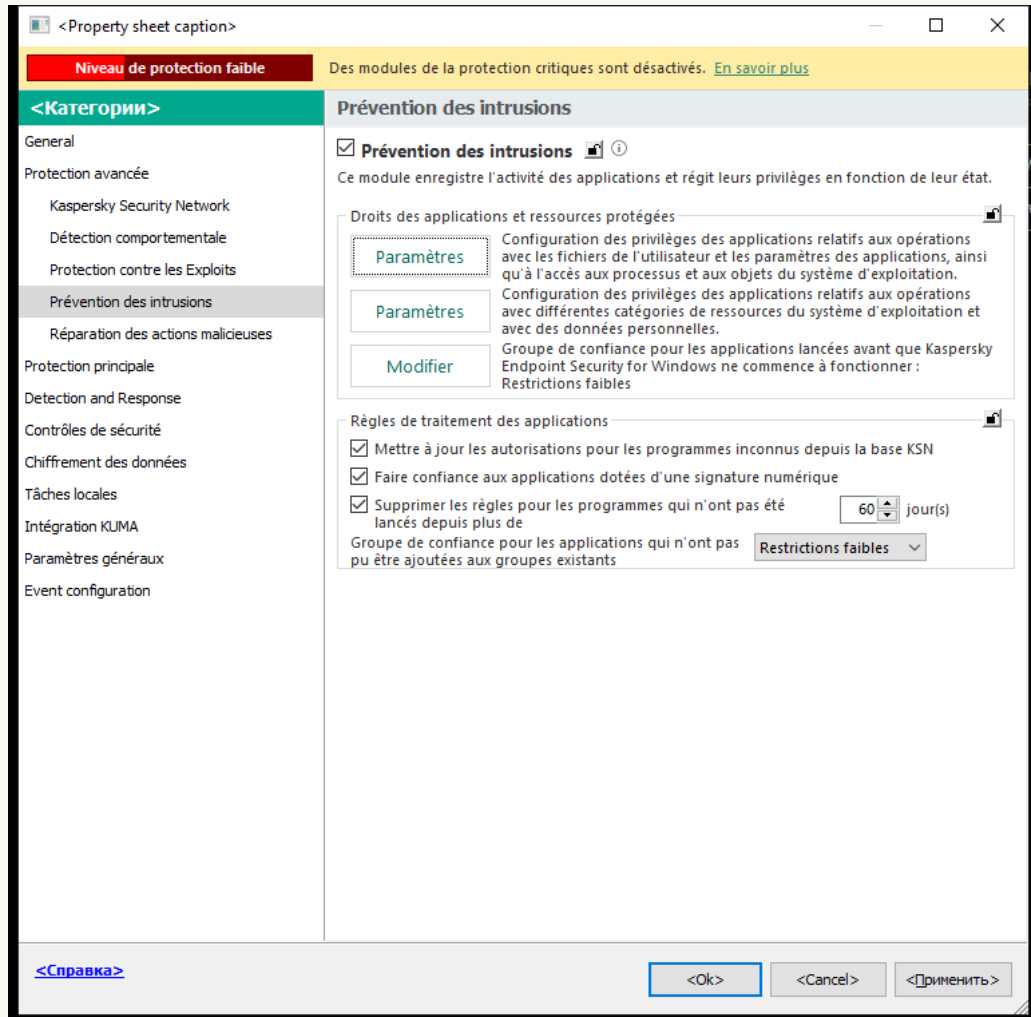 <Property sheet caption>
Niveau de protection faible
Des modules de la protection critiques sont désactivés. En savoir plus
<Категории>
General
Protection avancée
Kaspersky Security Network
Détection comportementale
Protection contre les Exploits
Prévention des intrusions
Réparation des actions malicieuses
Protection principale
Detection and Response
Contrôles de sécurité
Chiffrement des données
Tâches locales
Intégration KUMA
Paramètres généraux
Event configuration
Prévention des intrusions
Prévention des intrusions
Ce module enregistre l'activité des applications et régit leurs privilèges en fonction de leur état.
Droits des applications et ressources protégées
Paramètres
Configuration des privilèges des applications relatifs aux opérations
avec les fichiers de l'utilisateur et les paramètres des applications, ainsi
qu'à l'accès aux processus et aux objets du système d'exploitation.
Paramètres
Configuration des privilèges des applications relatifs aux opérations
avec différentes catégories de ressources du système d'exploitation et
avec des données personnelles.
Modifier
Groupe de confiance pour les applications lancées avant que Kaspersky
Endpoint Security for Windows ne commence à fonctionner :
Restrictions faibles
Règles de traitement des applications
Mettre à jour les autorisations pour les programmes inconnus depuis la base KSN
Faire confiance aux applications dotées d'une signature numérique
Supprimer les règles pour les programmes qui n'ont pas été
lancés depuis plus de
60 jour(s)
Groupe de confiance pour les applications qui n'ont pas
pu être ajoutées aux groupes existants
Restrictions faibles
<Справка>
<Ok>
<Cancel>
<Применить>